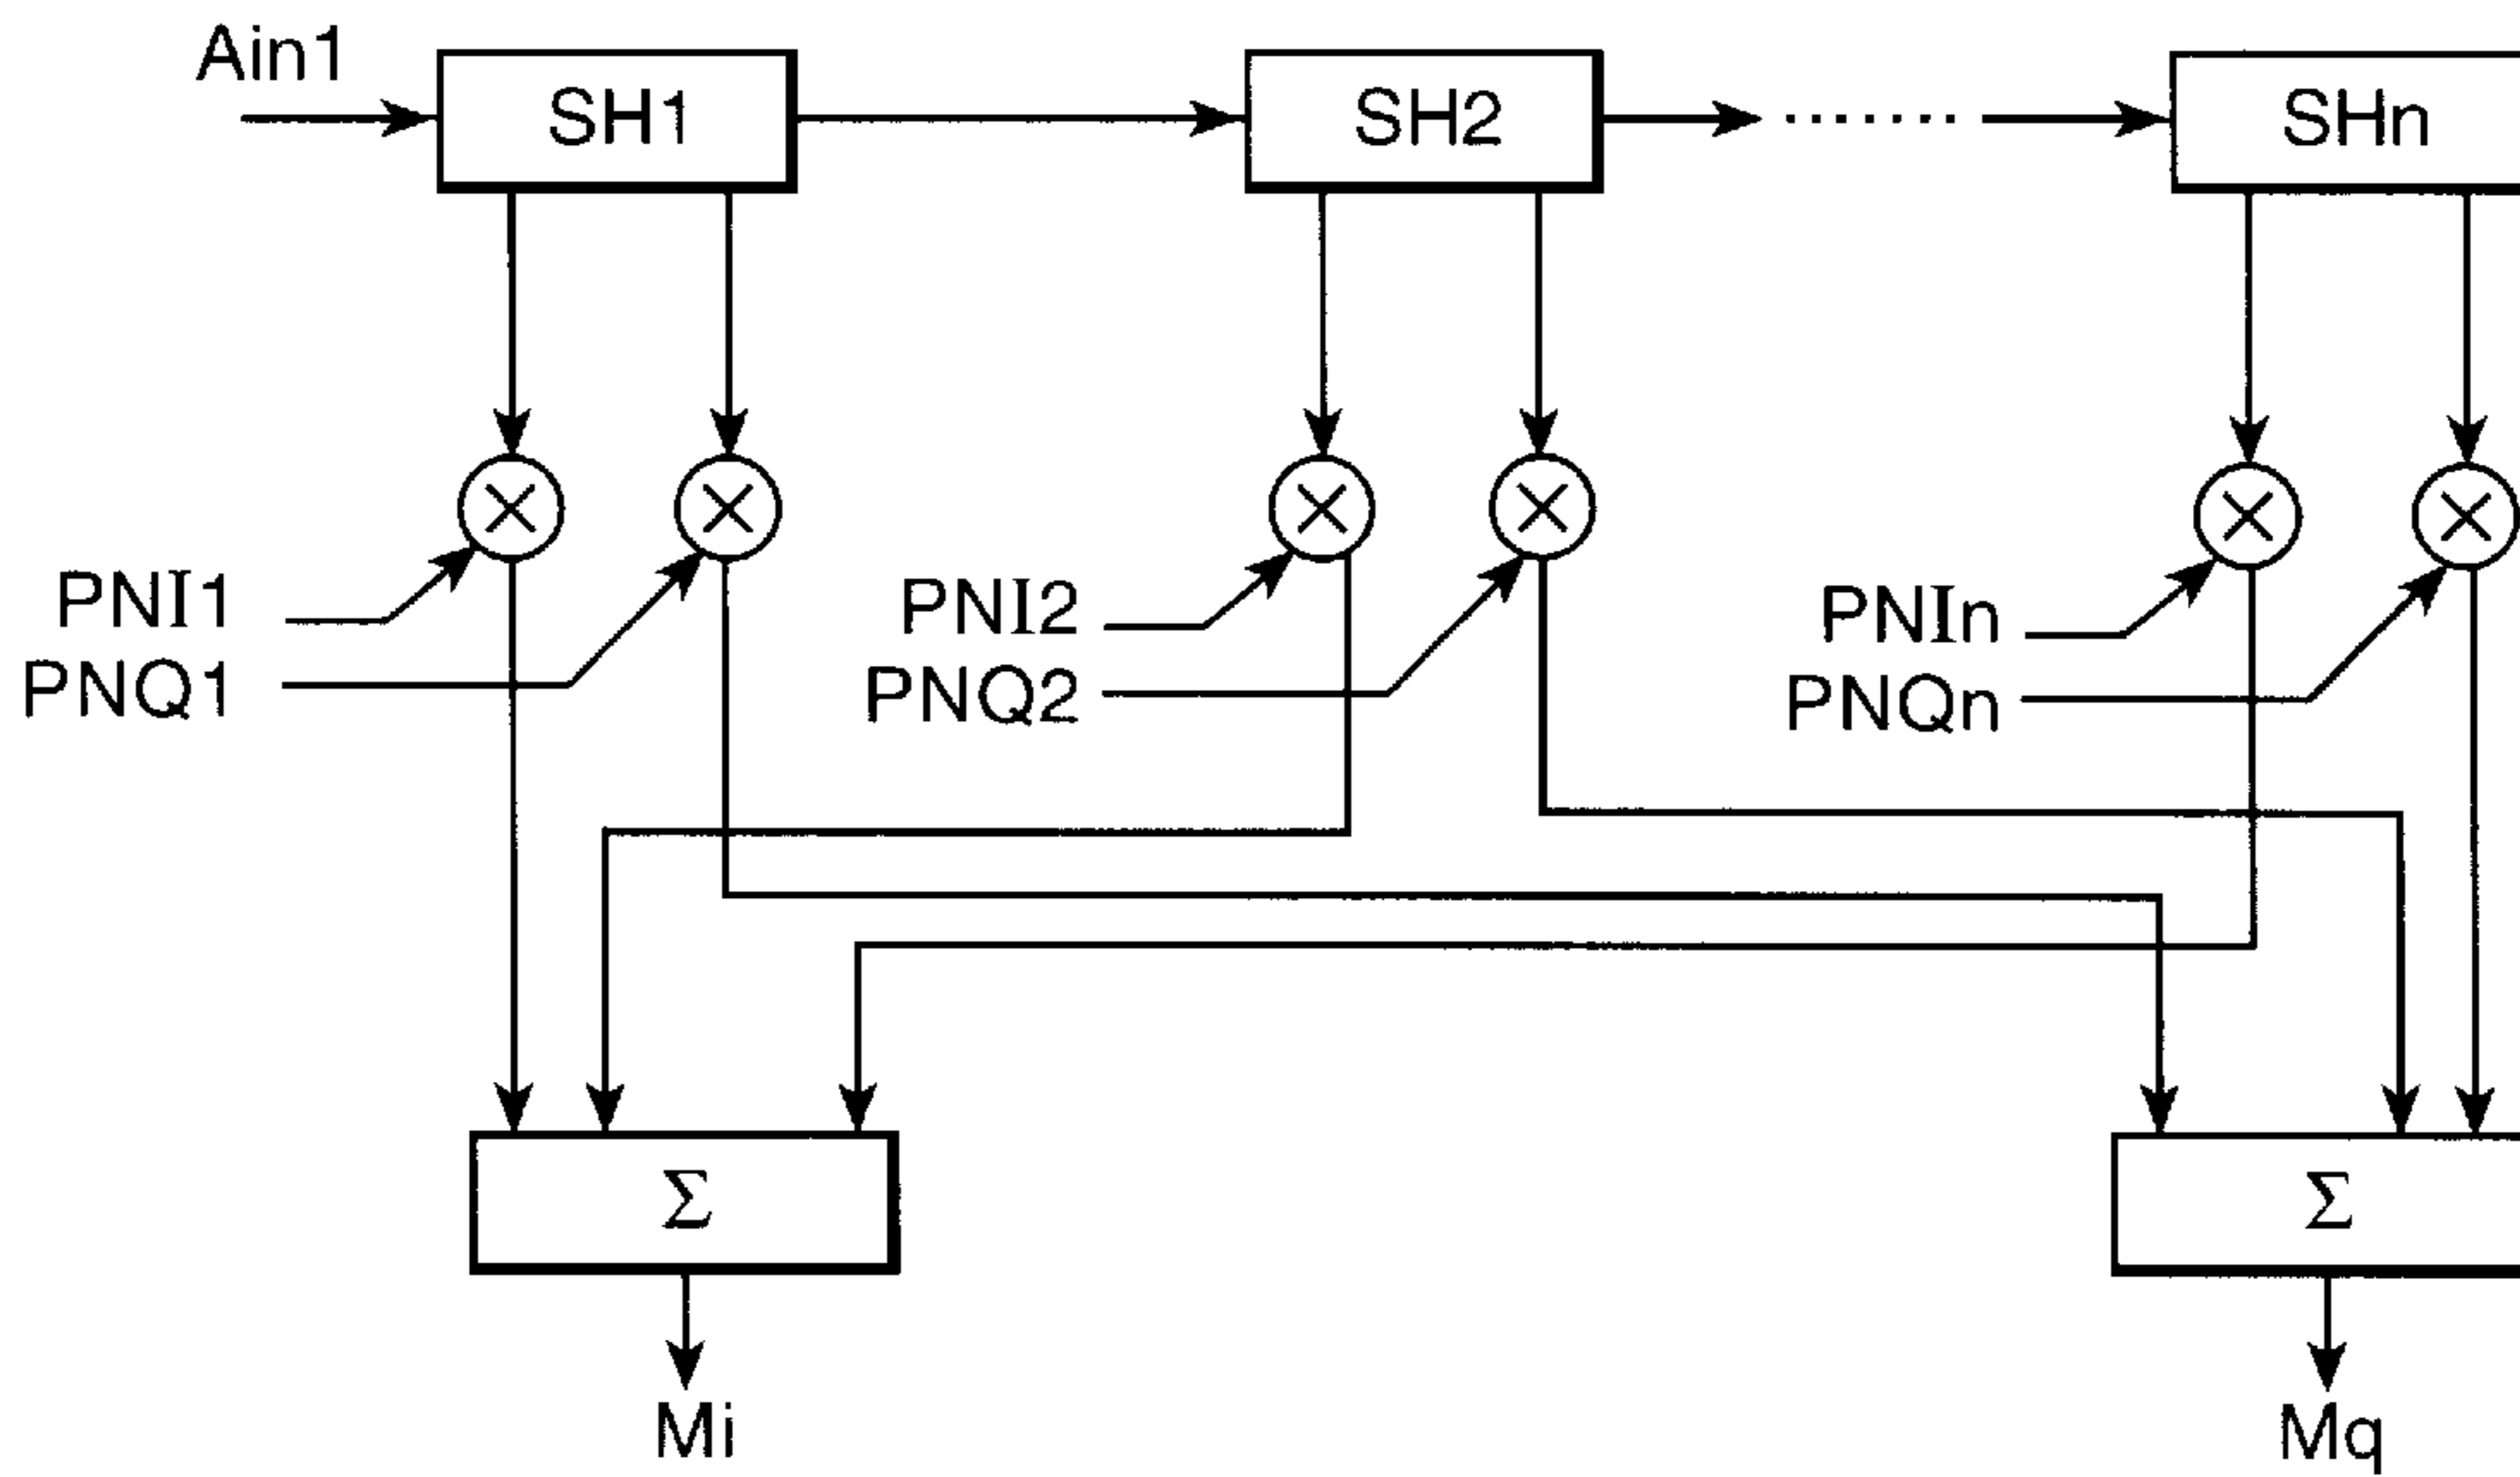 Ain1
SH1
SH2
SHn
PNI1
PNQ1
PNI2
PNQ2
PNIn
PNQn
Σ
Σ
Mi
Mq